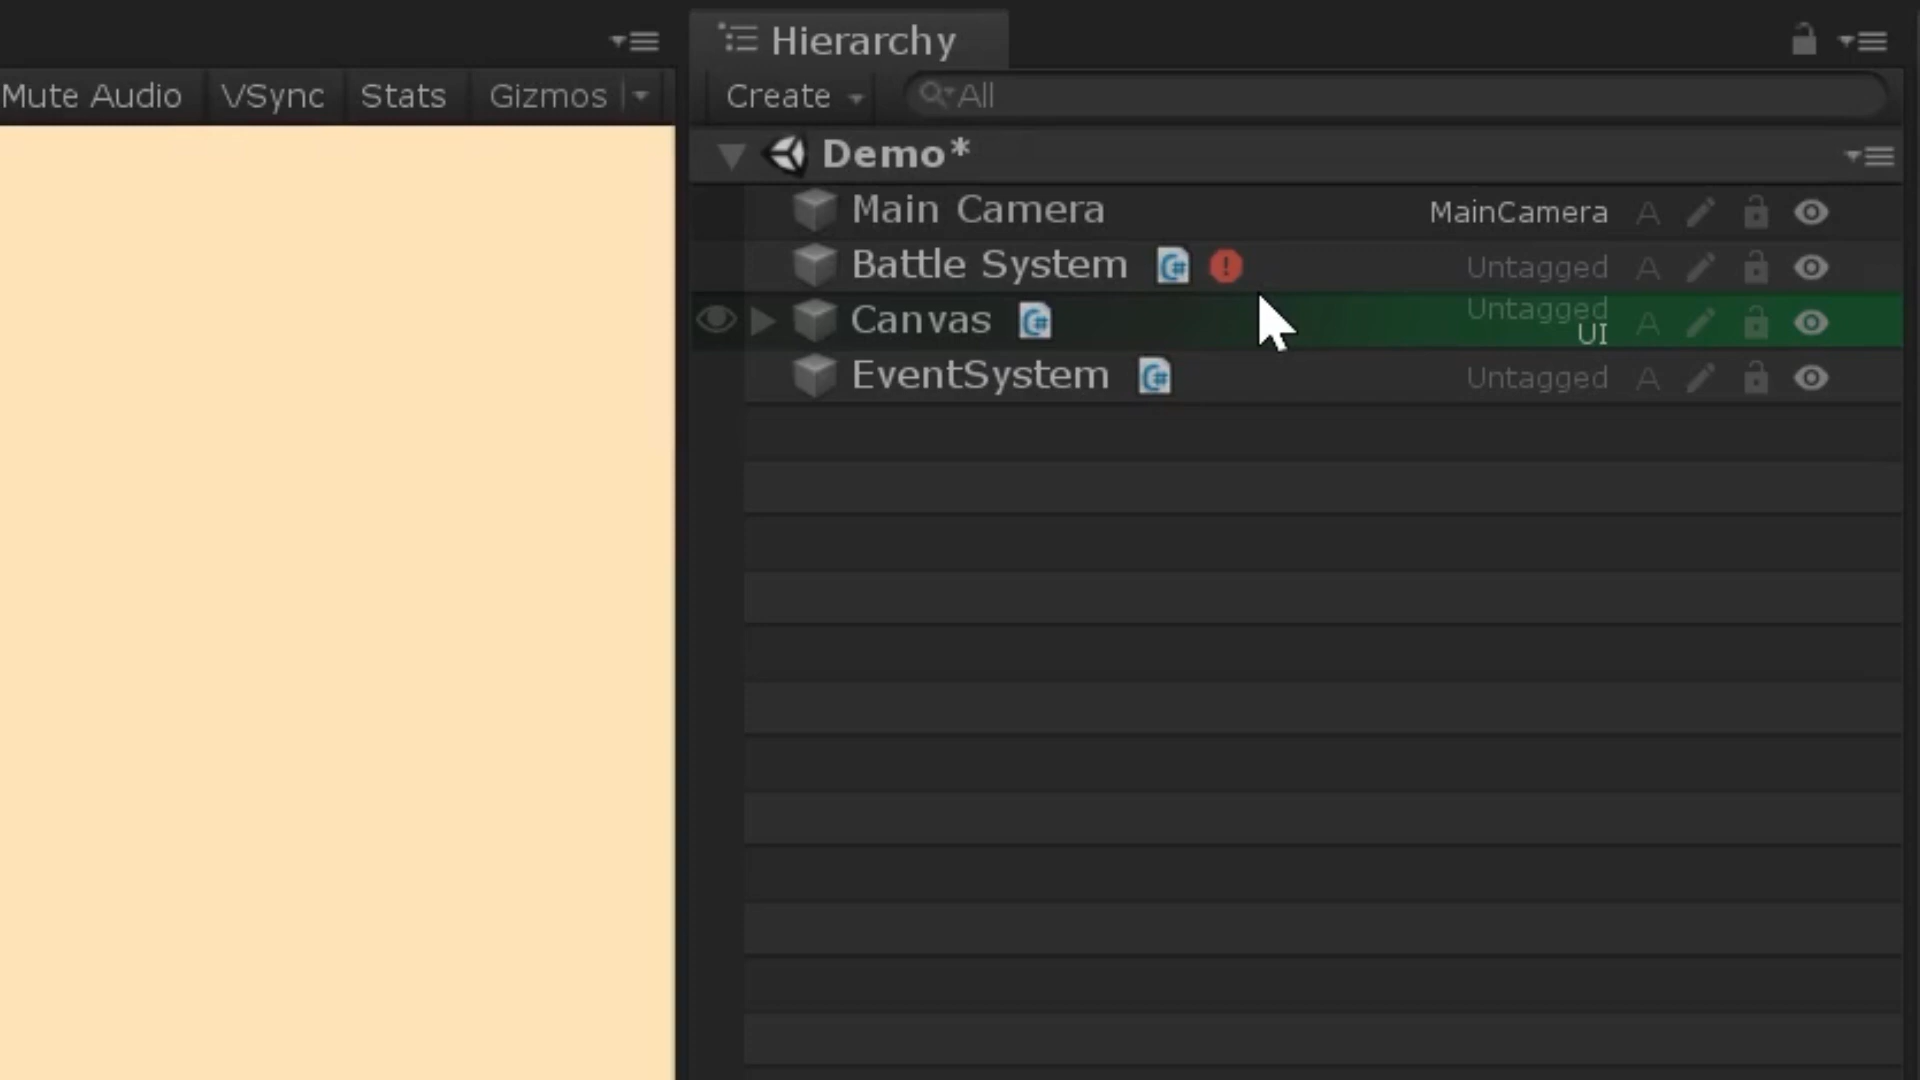 Hierarchy
Mute Audio VSync Stats Gizmos
Create All
Demo*
Main Camera MainCamera A
Battle System C# ! Untagged A
Canvas C# Untagged A
UI
EventSystem C# Untagged A